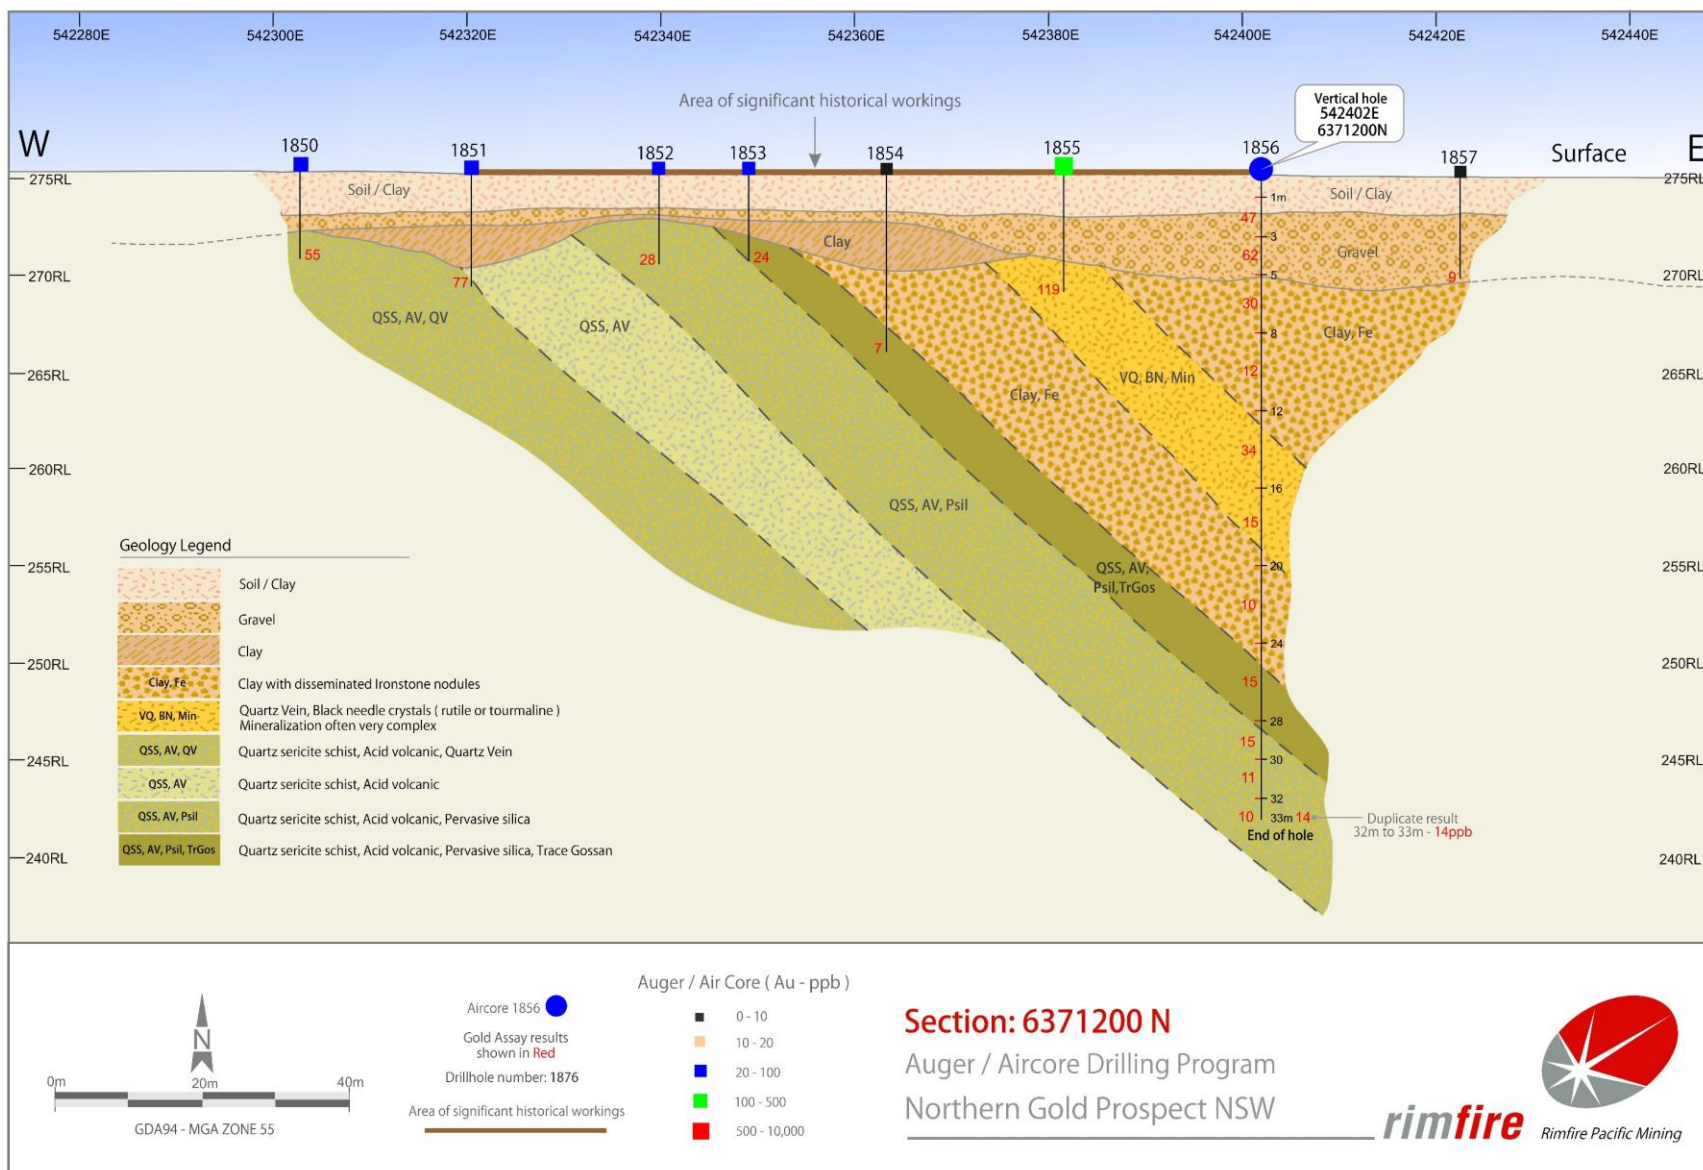 542280E
542300E
542320E
542340E
542360E
542380E
542400E
542420E
542440E
Area of significant historical workings
Vertical hole
542402E
6371200N
W
E
Surface
1850
1851
1852
1853
1854
1855
1856
1857
275RL
275RL
Soil / Clay
Soil / Clay
1m
47
3
Clay
Gravel
55
28
24
62
5
270RL
270RL
77
119
9
30
QSS, AV, QV
QSS, AV
8
Clay, Fe
7
265RL
265RL
12
VQ, BN, Min
Clay, Fe
12
34
260RL
260RL
16
QSS, AV, Psil
15
255RL
255RL
20
QSS, AV,
Psil,TrGos
10
24
250RL
250RL
15
28
15
245RL
245RL
30
11
32
10
33m
14
End of hole
Duplicate result
32m to 33m - 14ppb
240RL
240RL
Geology Legend
Soil / Clay
Gravel
Clay
Clay, Fe
Clay with disseminated Ironstone nodules
VQ, BN, Min
Quartz Vein, Black needle crystals ( rutile or tourmaline )
Mineralization often very complex
QSS, AV, QV
Quartz sericite schist, Acid volcanic, Quartz Vein
QSS, AV
Quartz sericite schist, Acid volcanic
QSS, AV, Psil
Quartz sericite schist, Acid volcanic, Pervasive silica
QSS, AV, Psil, TrGos
Quartz sericite schist, Acid volcanic, Pervasive silica, Trace Gossan
N
0m
20m
40m
GDA94 - MGA ZONE 55
Aircore 1856
Gold Assay results
shown in Red
Drillhole number: 1876
Area of significant historical workings
Auger / Air Core ( Au - ppb )
0 - 10
10 - 20
20 - 100
100 - 500
500 - 10,000
Section: 6371200 N
Auger / Aircore Drilling Program
Northern Gold Prospect NSW
rimfire
Rimfire Pacific Mining